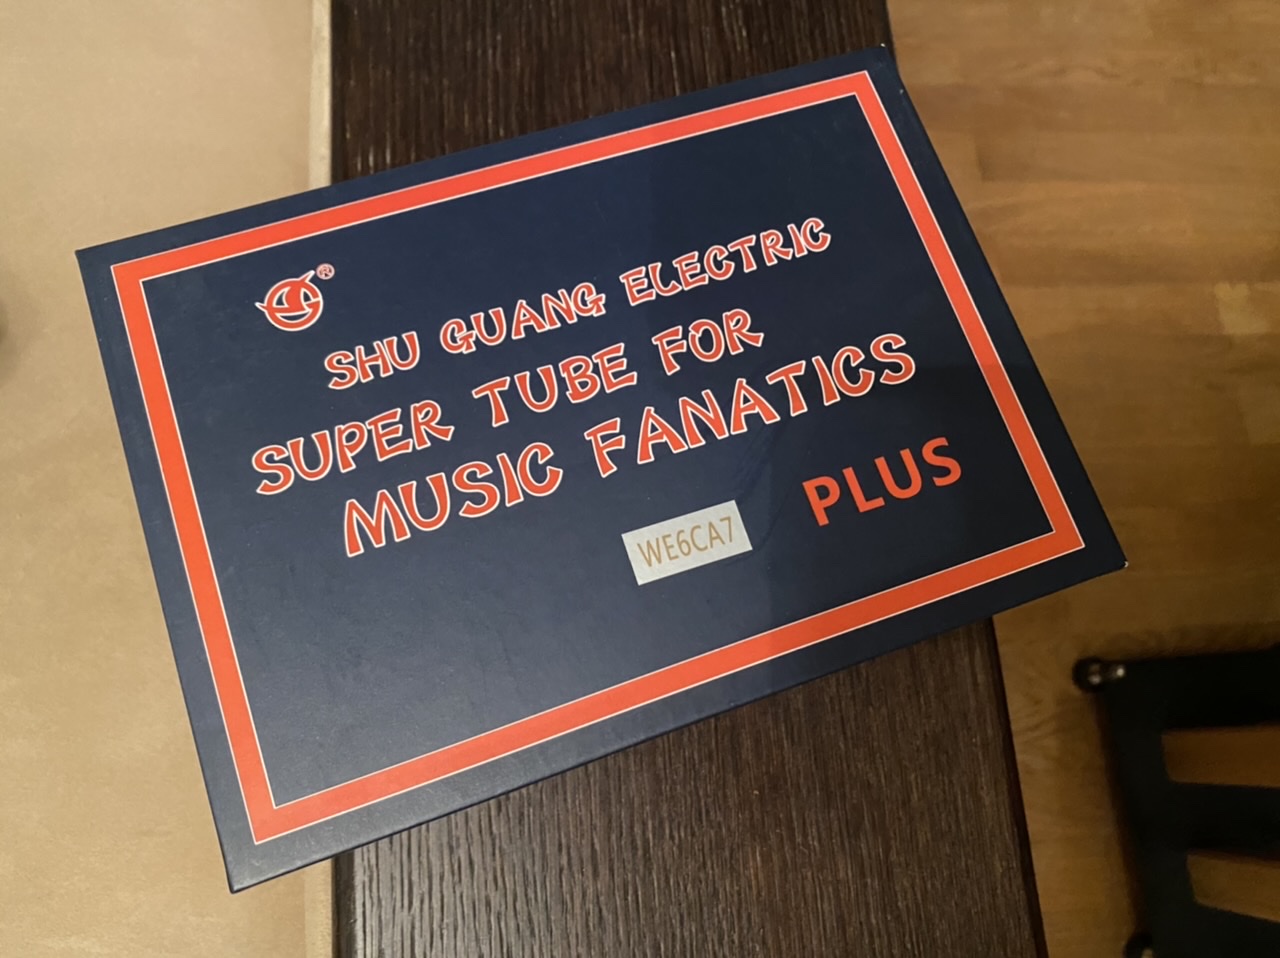 ®
SHU GUANG ELECTRIC
SUPER TUBE FOR
MUSIC FANATICS
PLUS
WE6CA7